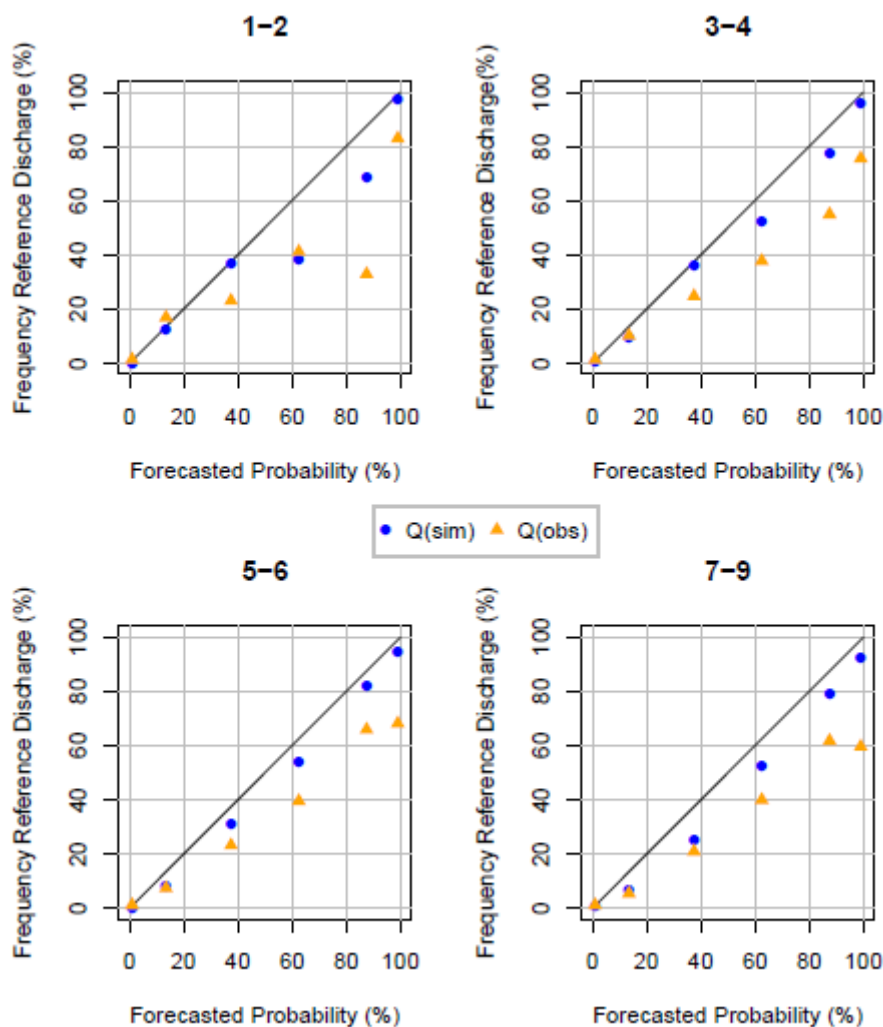 1−2
Frequency Reference Discharge (%)
100
80
60
40
20
0
0 20 40 60 80 100
Forecasted Probability (%)
3−4
Frequency Reference Discharge(%)
100
80
60
40
20
0
0 20 40 60 80 100
Forecasted Probability (%)
Q(sim) Q(obs)
5−6
Frequency Reference Discharge (%)
100
80
60
40
20
0
0 20 40 60 80 100
Forecasted Probability (%)
7−9
Frequency Reference Discharge (%)
100
80
60
40
20
0
0 20 40 60 80 100
Forecasted Probability (%)